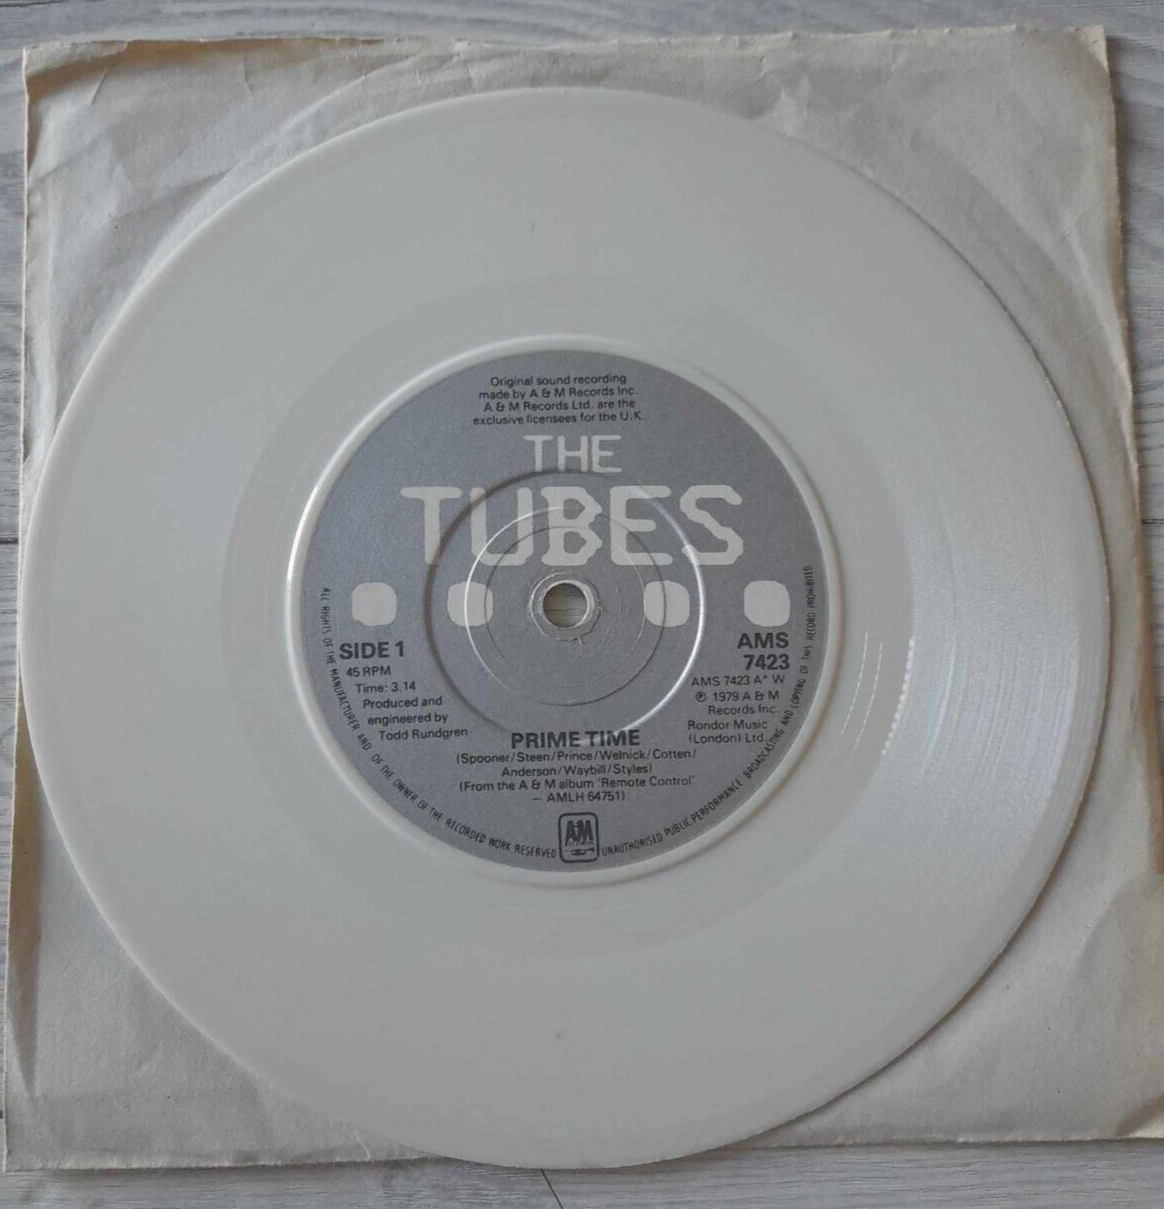 Original sound recording
made by A & M Records Inc.
A & M Records Ltd. are the
exclusive licensees for the U.K.
THE
TUBES
SIDE 1
45 RPM
Time: 3.14
Produced and
engineered by
Todd Rundgren
AMS
7423
AMS 7423 A* W
℗ 1979 A & M
Records Inc.
Rondor Music
(London) Ltd.
PRIME TIME
(Spooner/Steen/Prince/Welnick/Cotten/
Anderson/Waybill/Styles)
(From the A & M album 'Remote Control'
— AMLH 64751)
ALL RIGHTS OF THE MANUFACTURER AND OF THE OWNER OF THE RECORDED WORK RESERVED
AM
RECORDS
UNAUTHORISED PUBLIC PERFORMANCE BROADCASTING AND COPYING OF THIS RECORD PROHIBITED